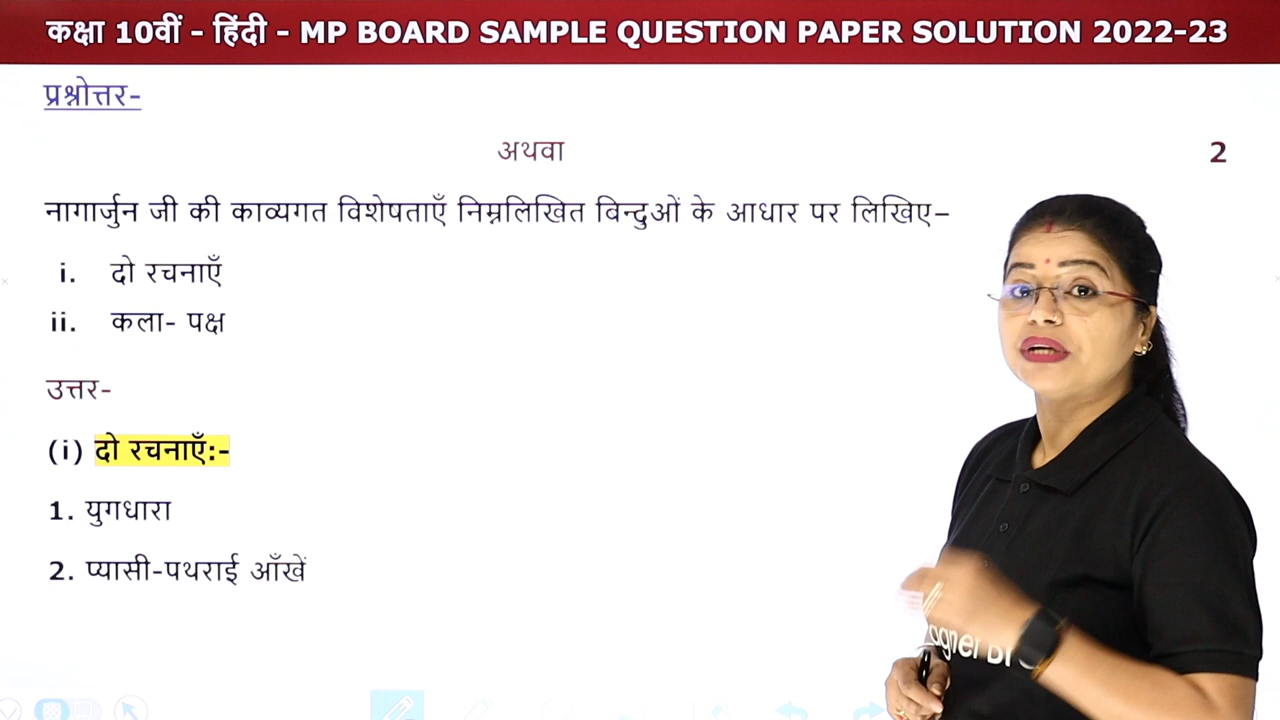 कक्षा 10वीं - हिंदी - MP BOARD SAMPLE QUESTION PAPER SOLUTION 2022-23
प्रश्नोत्तर-
अथवा 2
नागार्जुन जी की काव्यगत विशेषताएँ निम्नलिखित बिन्दुओं के आधार पर लिखिए–
i. दो रचनाएँ
ii. कला- पक्ष
उत्तर-
(i) दो रचनाएँ:-
1. युगधारा
2. प्यासी-पथराई आँखें